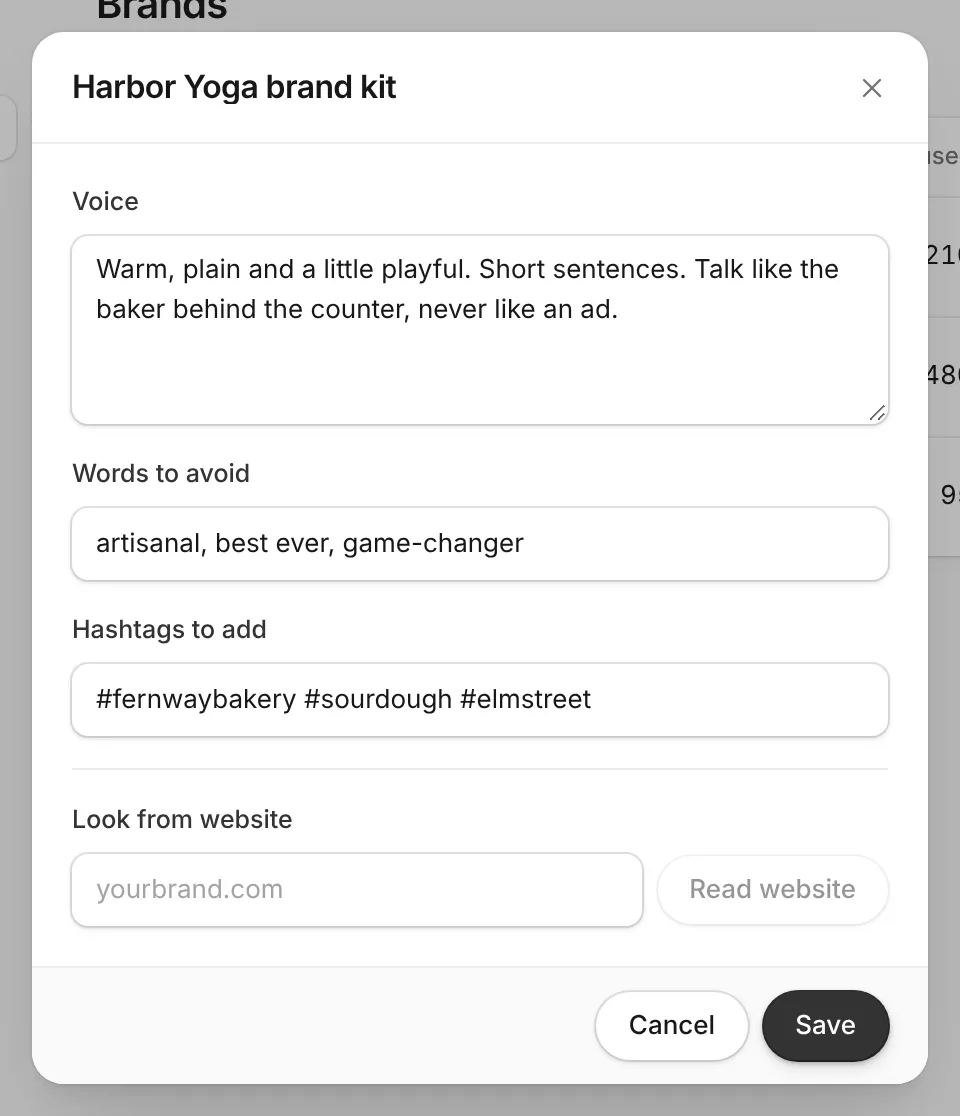 Brands
Harbor Yoga brand kit
Voice
Warm, plain and a little playful. Short sentences. Talk like the
baker behind the counter, never like an ad.
Words to avoid
artisanal, best ever, game-changer
Hashtags to add
#fernwaybakery #sourdough #elmstreet
Look from website
yourbrand.com
Read website
Cancel
Save